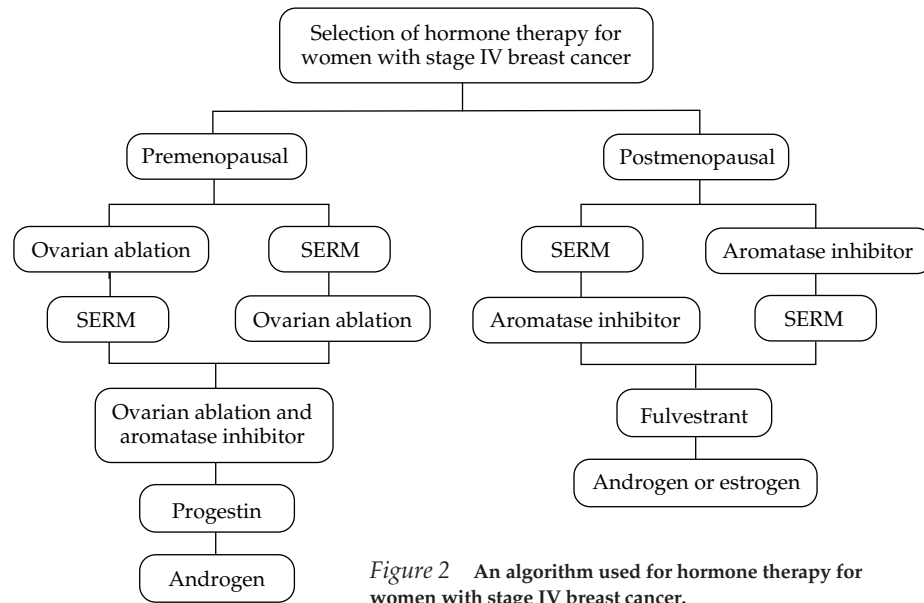 Selection of hormone therapy for
women with stage IV breast cancer
Premenopausal
Postmenopausal
Ovarian ablation
SERM
SERM
Aromatase inhibitor
SERM
Ovarian ablation
Aromatase inhibitor
SERM
Ovarian ablation and
aromatase inhibitor
Fulvestrant
Progestin
Androgen or estrogen
Androgen
Figure 2 An algorithm used for hormone therapy for
women with stage IV breast cancer.